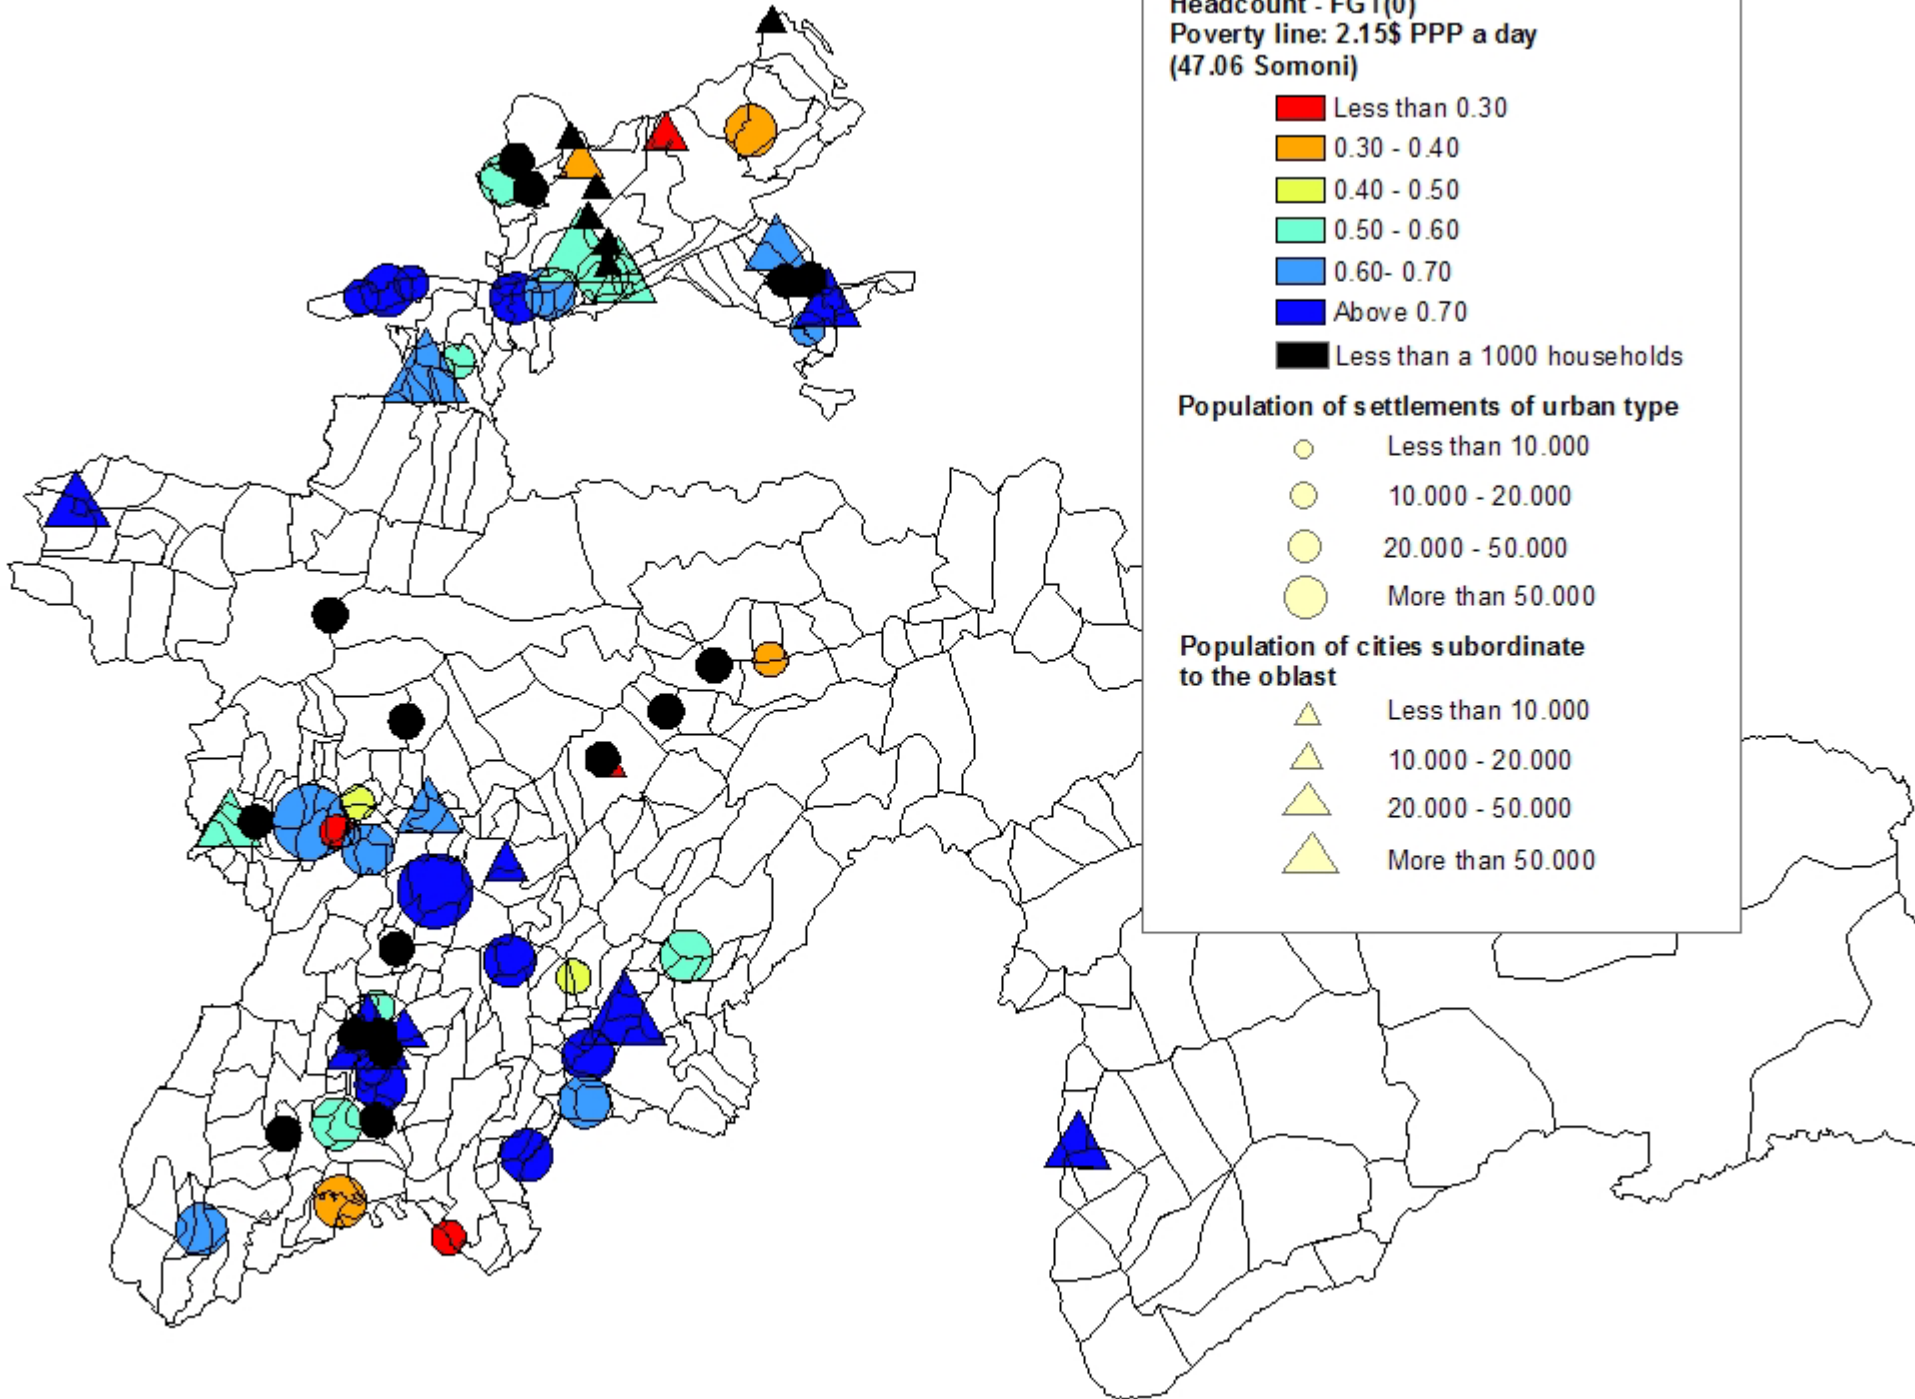 Headcount - FGT(0)
Poverty line: 2.15$ PPP a day
(47.06 Somoni)
Less than 0.30
0.30 - 0.40
0.40 - 0.50
0.50 - 0.60
0.60- 0.70
Above 0.70
Less than a 1000 households
Population of settlements of urban type
Less than 10.000
10.000 - 20.000
20.000 - 50.000
More than 50.000
Population of cities subordinate
to the oblast
Less than 10.000
10.000 - 20.000
20.000 - 50.000
More than 50.000